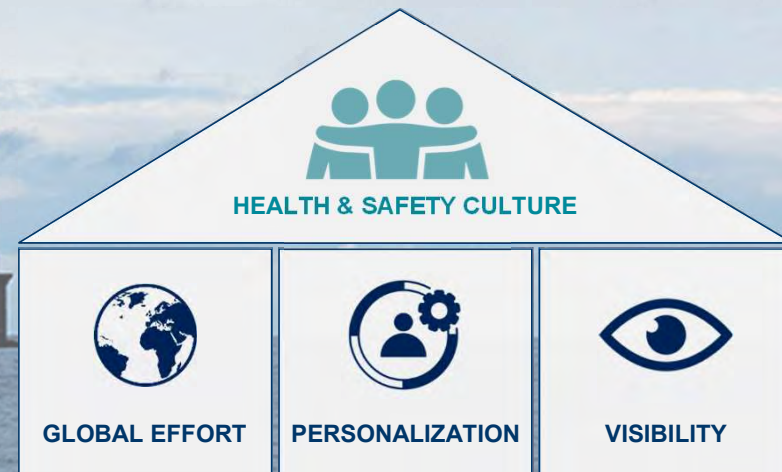 HEALTH & SAFETY CULTURE
GLOBAL EFFORT
PERSONALIZATION
VISIBILITY